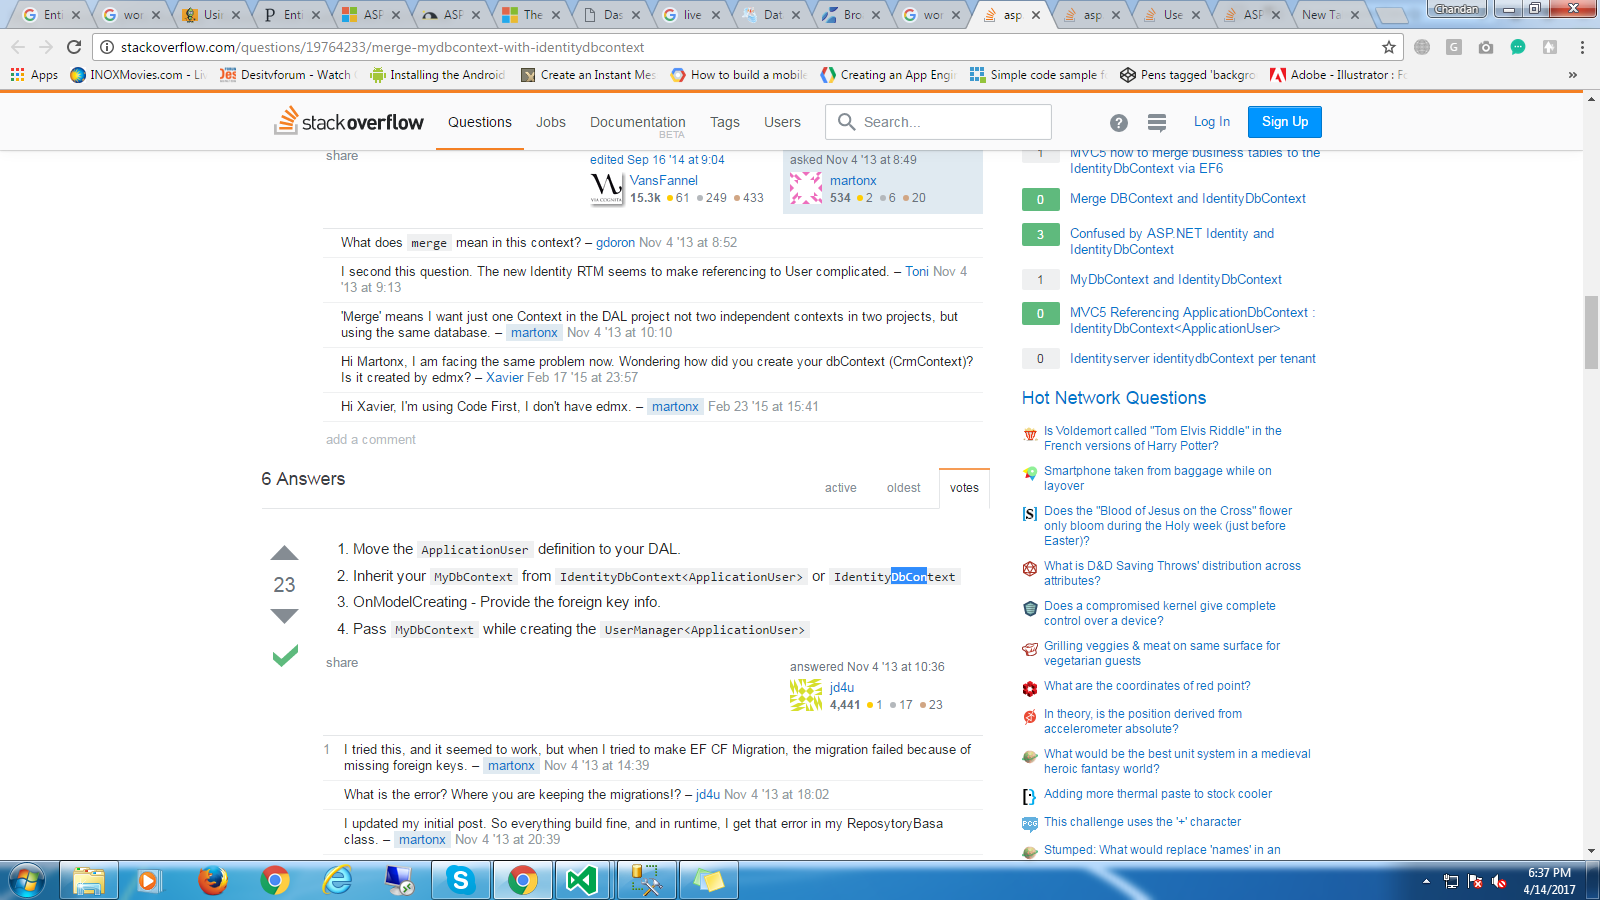 Enti
wor
Usin
Enti
ASP
ASP
The
Das
live
Dat
Bro
wor
asp
asp
Use
ASP
New Ta
Chandan
stackoverflow.com/questions/19764233/merge-mydbcontext-with-identitydbcontext
Apps
INOXMovies.com - Liv
Desitvforum - Watch
Installing the Android
Create an Instant Mes
How to build a mobile
Creating an App Engi
Simple code sample f
Pens tagged 'backgro
Adobe - Illustrator : Fo
»
stackoverflow
Questions
Jobs
Documentation
BETA
Tags
Users
Search...
Log In
Sign Up
share
edited Sep 16 '14 at 9:04
VansFannel
15.3k 61 249 433
asked Nov 4 '13 at 8:49
martonx
534 2 6 20
What does merge mean in this context? – gdoron Nov 4 '13 at 8:52
I second this question. The new Identity RTM seems to make referencing to User complicated. – Toni Nov 4
'13 at 9:13
'Merge' means I want just one Context in the DAL project not two independent contexts in two projects, but
using the same database. – martonx Nov 4 '13 at 10:10
Hi Martonx, I am facing the same problem now. Wondering how did you create your dbContext (CrmContext)?
Is it created by edmx? – Xavier Feb 17 '15 at 23:57
Hi Xavier, I'm using Code First, I don't have edmx. – martonx Feb 23 '15 at 15:41
add a comment
6 Answers
active
oldest
votes
23
1. Move the ApplicationUser definition to your DAL.
2. Inherit your MyDbContext from IdentityDbContext<ApplicationUser> or IdentityDbContext
3. OnModelCreating - Provide the foreign key info.
4. Pass MyDbContext while creating the UserManager<ApplicationUser>
share
answered Nov 4 '13 at 10:36
jd4u
4,441 1 17 23
1 I tried this, and it seemed to work, but when I tried to make EF CF Migration, the migration failed because of
missing foreign keys. – martonx Nov 4 '13 at 14:39
What is the error? Where you are keeping the migrations!? – jd4u Nov 4 '13 at 18:02
I updated my initial post. So everything build fine, and in runtime, I get that error in my ReposytoryBasa
class. – martonx Nov 4 '13 at 20:39
1 MVC5 how to merge business tables to the
IdentityDbContext via EF6
0 Merge DBContext and IdentityDbContext
3 Confused by ASP.NET Identity and
IdentityDbContext
1 MyDbContext and IdentityDbContext
0 MVC5 Referencing ApplicationDbContext :
IdentityDbContext<ApplicationUser>
0 Identityserver identitydbContext per tenant
Hot Network Questions
Is Voldemort called "Tom Elvis Riddle" in the
French versions of Harry Potter?
Smartphone taken from baggage while on
layover
Does the "Blood of Jesus on the Cross" flower
only bloom during the Holy week (just before
Easter)?
What is D&D Saving Throws' distribution across
attributes?
Does a compromised kernel give complete
control over a device?
Grilling veggies & meat on same surface for
vegetarian guests
What are the coordinates of red point?
In theory, is the position derived from
accelerometer absolute?
What would be the best unit system in a medieval
heroic fantasy world?
Adding more thermal paste to stock cooler
This challenge uses the '+' character
Stumped: What would replace 'names' in an
6:37 PM
4/14/2017